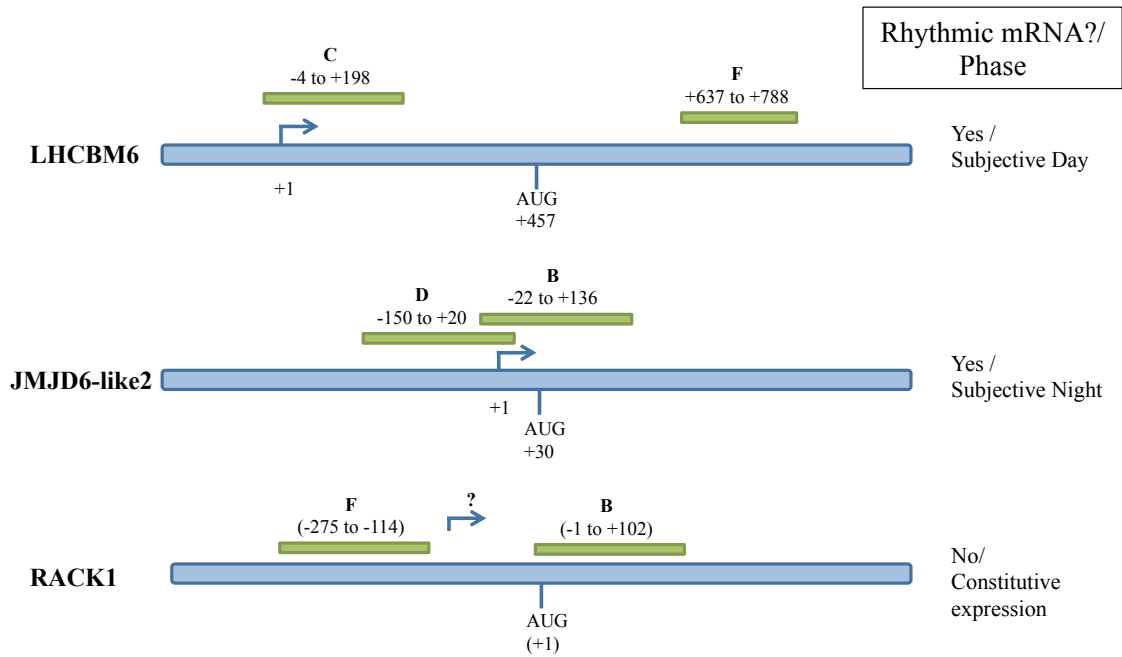 Rhythmic mRNA?/
Phase
C
-4 to +198
F
+637 to +788
LHCBM6
Yes /
Subjective Day
+1
AUG
+457
B
-22 to +136
D
-150 to +20
JMJD6-like2
Yes /
Subjective Night
+1
AUG
+30
?
F
(-275 to -114)
B
(-1 to +102)
RACK1
No/
Constitutive
expression
AUG
(+1)